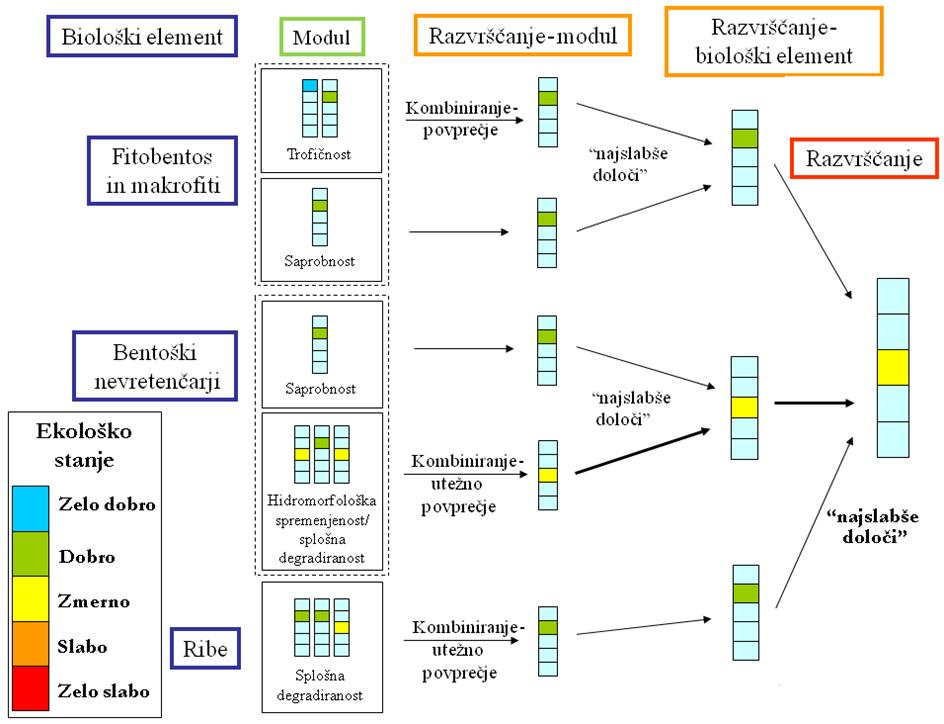 Biološki element
Modul
Razvrščanje-modul
Razvrščanje-
biološki element
Fitobentos
in makrofiti
Trofičnost
Kombiniranje-
povprečje
“najslabše
določi”
Razvrščanje
Saprobnost
Bentoški
nevretenčarji
Saprobnost
“najslabše
določi”
Hidromorfološka
spremenjenost/
splošna
degradiranost
Kombiniranje-
utežno
povprečje
“najslabše
določi”
Ribe
Splošna
degradiranost
Kombiniranje-
utežno
povprečje
Ekološko
stanje
Zelo dobro
Dobro
Zmerno
Slabo
Zelo slabo